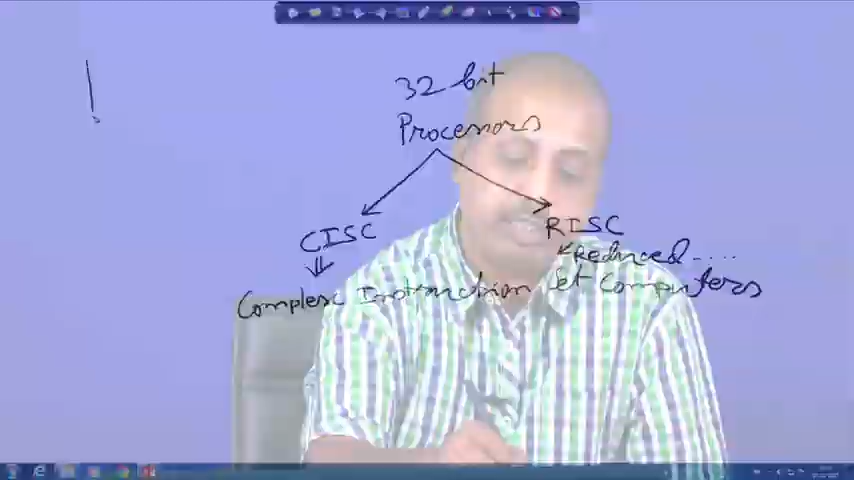 32 bit
Processors
CISC
RISC
Reduced....
Complex Instruction Set Computers